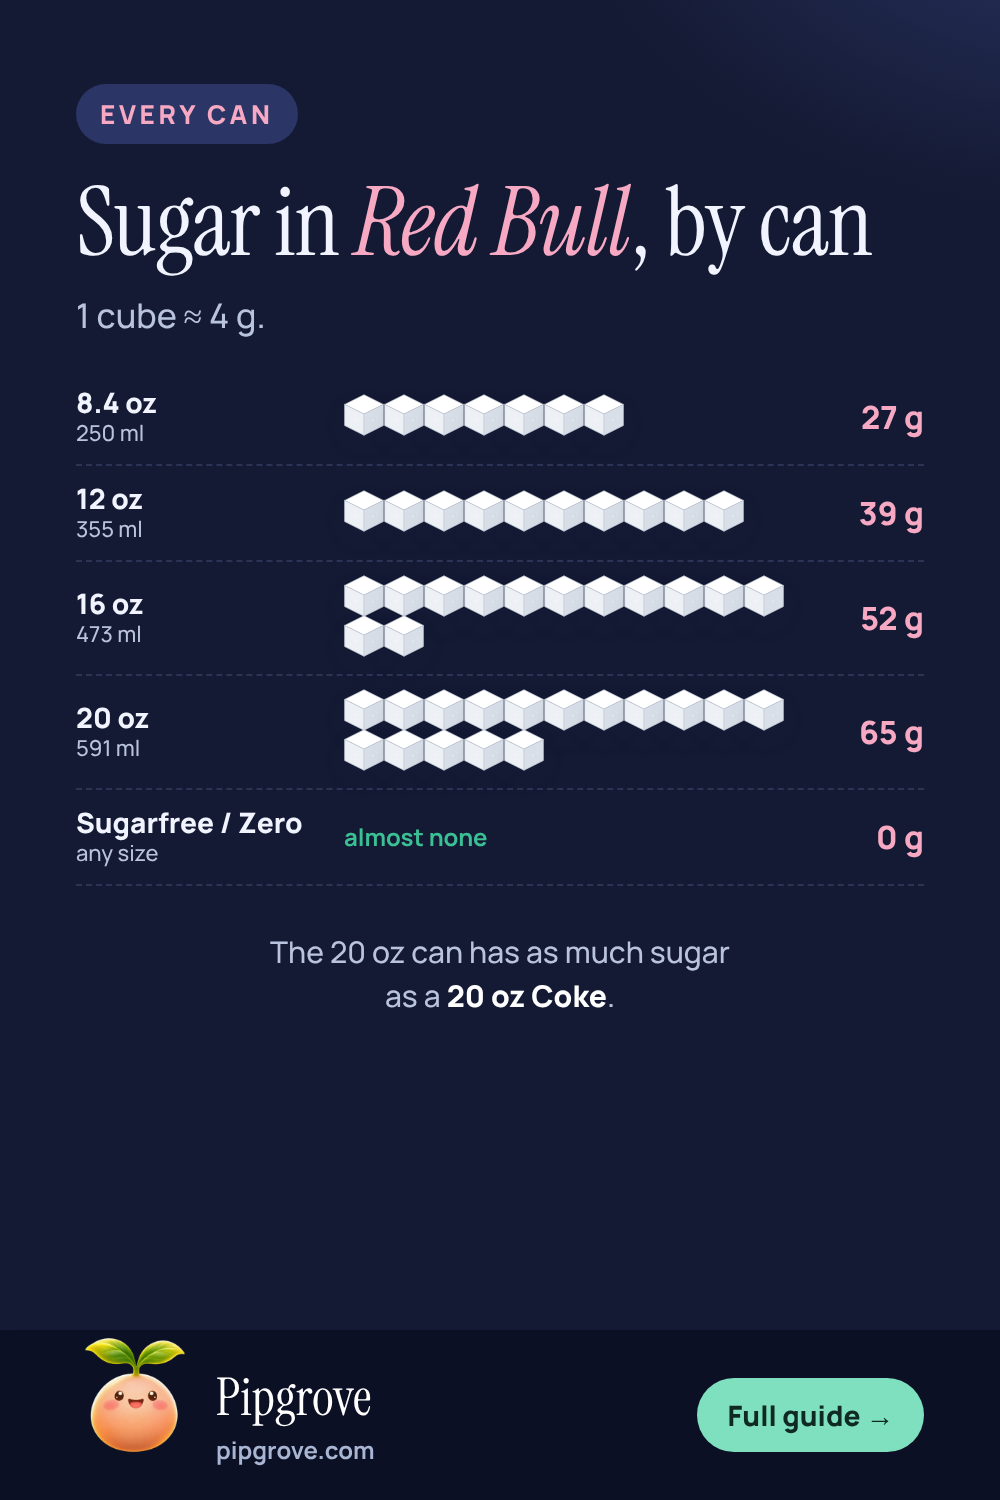 EVERY CAN
Sugar in Red Bull, by can
1 cube ≈ 4 g.
8.4 oz
250 ml
27 g
12 oz
355 ml
39 g
16 oz
473 ml
52 g
20 oz
591 ml
65 g
Sugarfree / Zero
any size
almost none
0 g
The 20 oz can has as much sugar
as a 20 oz Coke.
Pipgrove
pipgrove.com
Full guide →